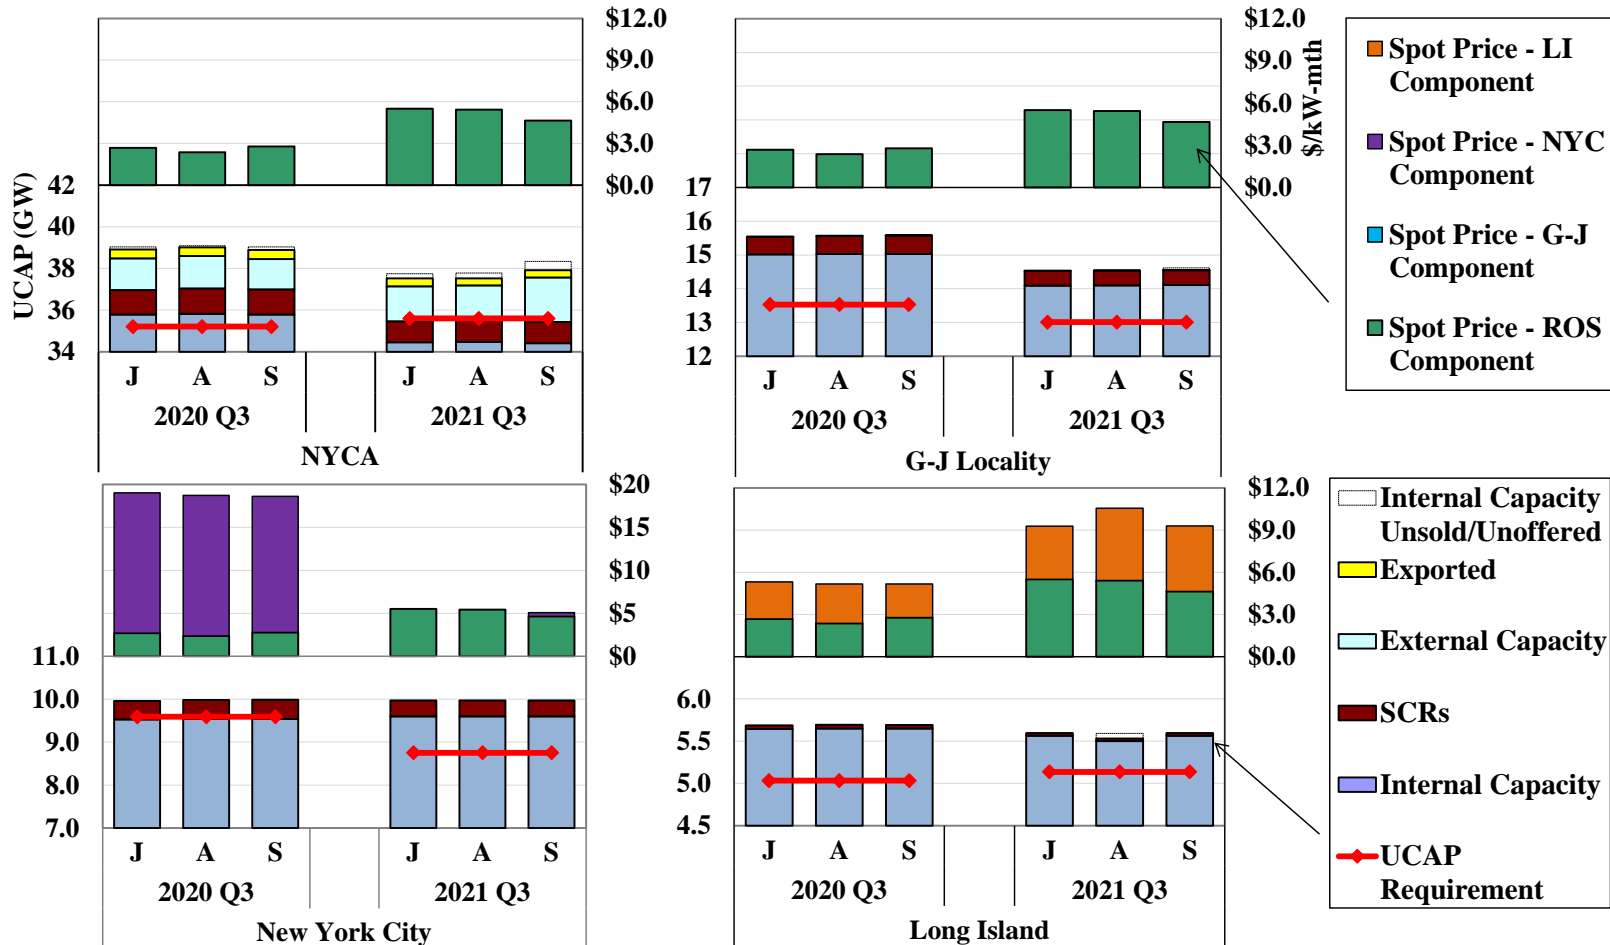 $12.0
$9.0
$6.0
$3.0
$0.0
UCAP (GW)
42
40
38
36
34
J A S J A S
2020 Q3 2021 Q3
NYCA
$12.0
$9.0
$6.0
$3.0
$0.0
$/kW-mth
17
16
15
14
13
12
J A S J A S
2020 Q3 2021 Q3
G-J Locality
Spot Price - LI
Component
Spot Price - NYC
Component
Spot Price - G-J
Component
Spot Price - ROS
Component
$20
$15
$10
$5
$0
11.0
10.0
9.0
8.0
7.0
J A S J A S
2020 Q3 2021 Q3
New York City
$12.0
$9.0
$6.0
$3.0
$0.0
6.0
5.5
5.0
4.5
J A S J A S
2020 Q3 2021 Q3
Long Island
Internal Capacity
Unsold/Unoffered
Exported
External Capacity
SCRs
Internal Capacity
UCAP
Requirement